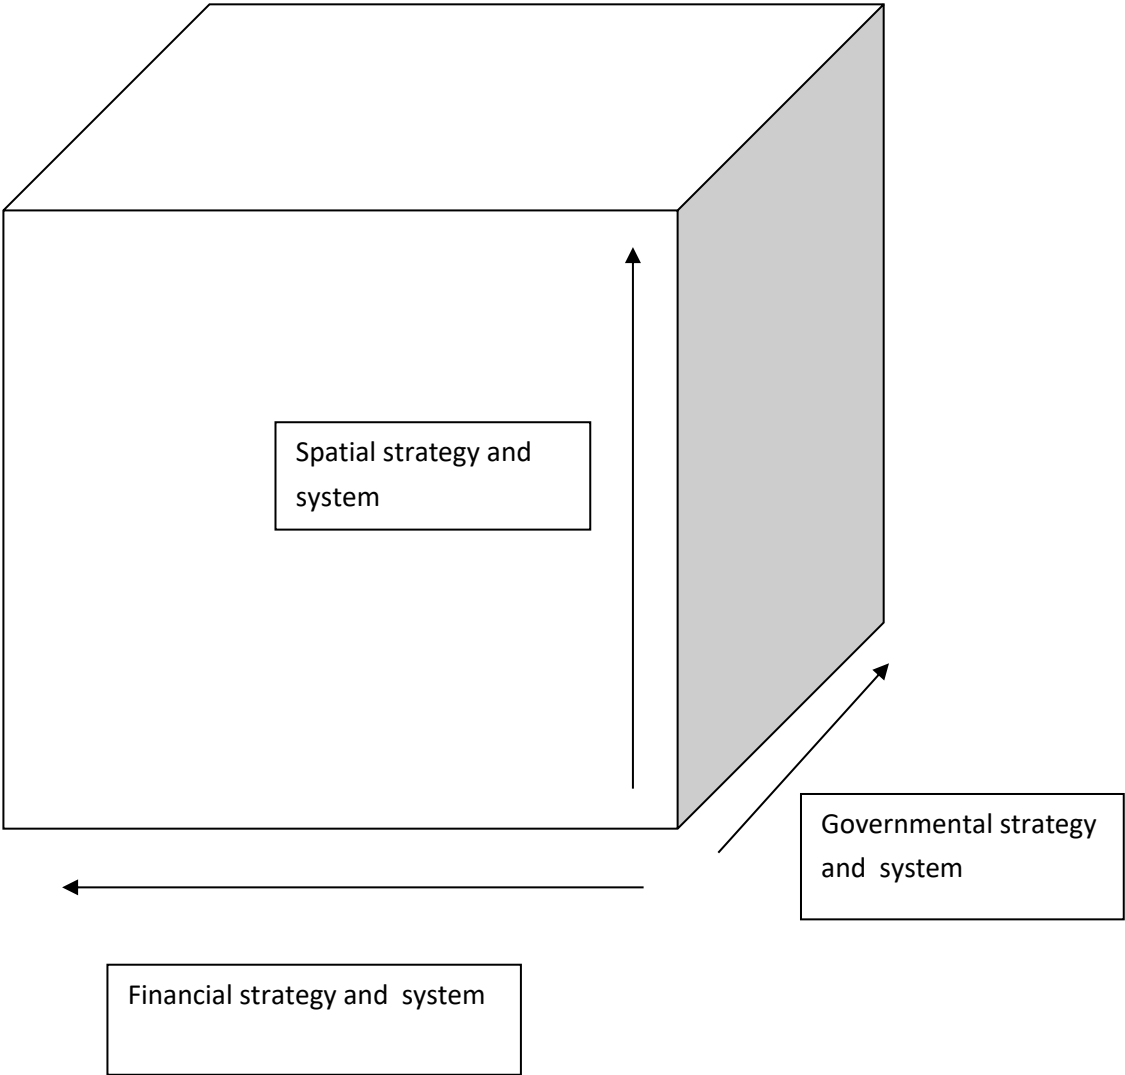 Spatial strategy and
system
Governmental strategy
and  system
Financial strategy and  system